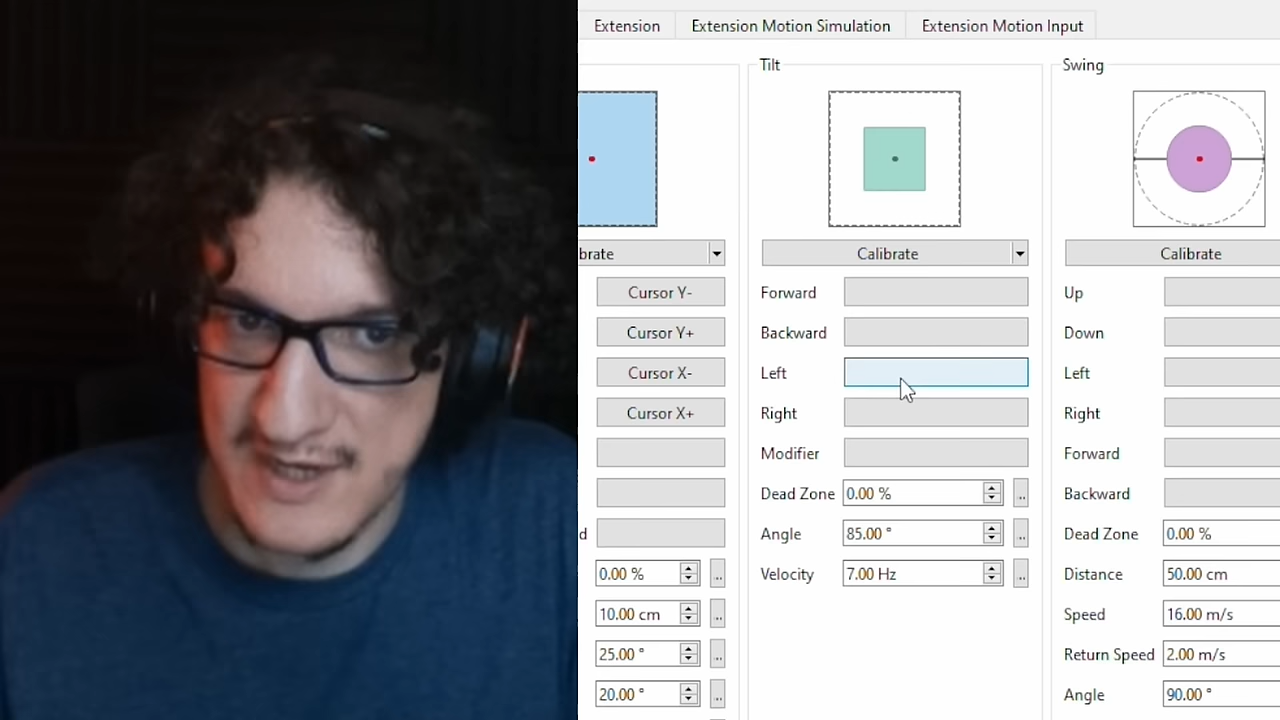 Extension
Extension Motion Simulation
Extension Motion Input
brate
Cursor Y-
Cursor Y+
Cursor X-
Cursor X+
d
0.00 %
..
10.00 cm
..
25.00 °
..
20.00 °
..
Tilt
Calibrate
Forward
Backward
Left
Right
Modifier
Dead Zone 0.00 % ..
Angle 85.00 ° ..
Velocity 7.00 Hz ..
Swing
Calibrate
Up
Down
Left
Right
Forward
Backward
Dead Zone 0.00 %
Distance 50.00 cm
Speed 16.00 m/s
Return Speed 2.00 m/s
Angle 90.00 °